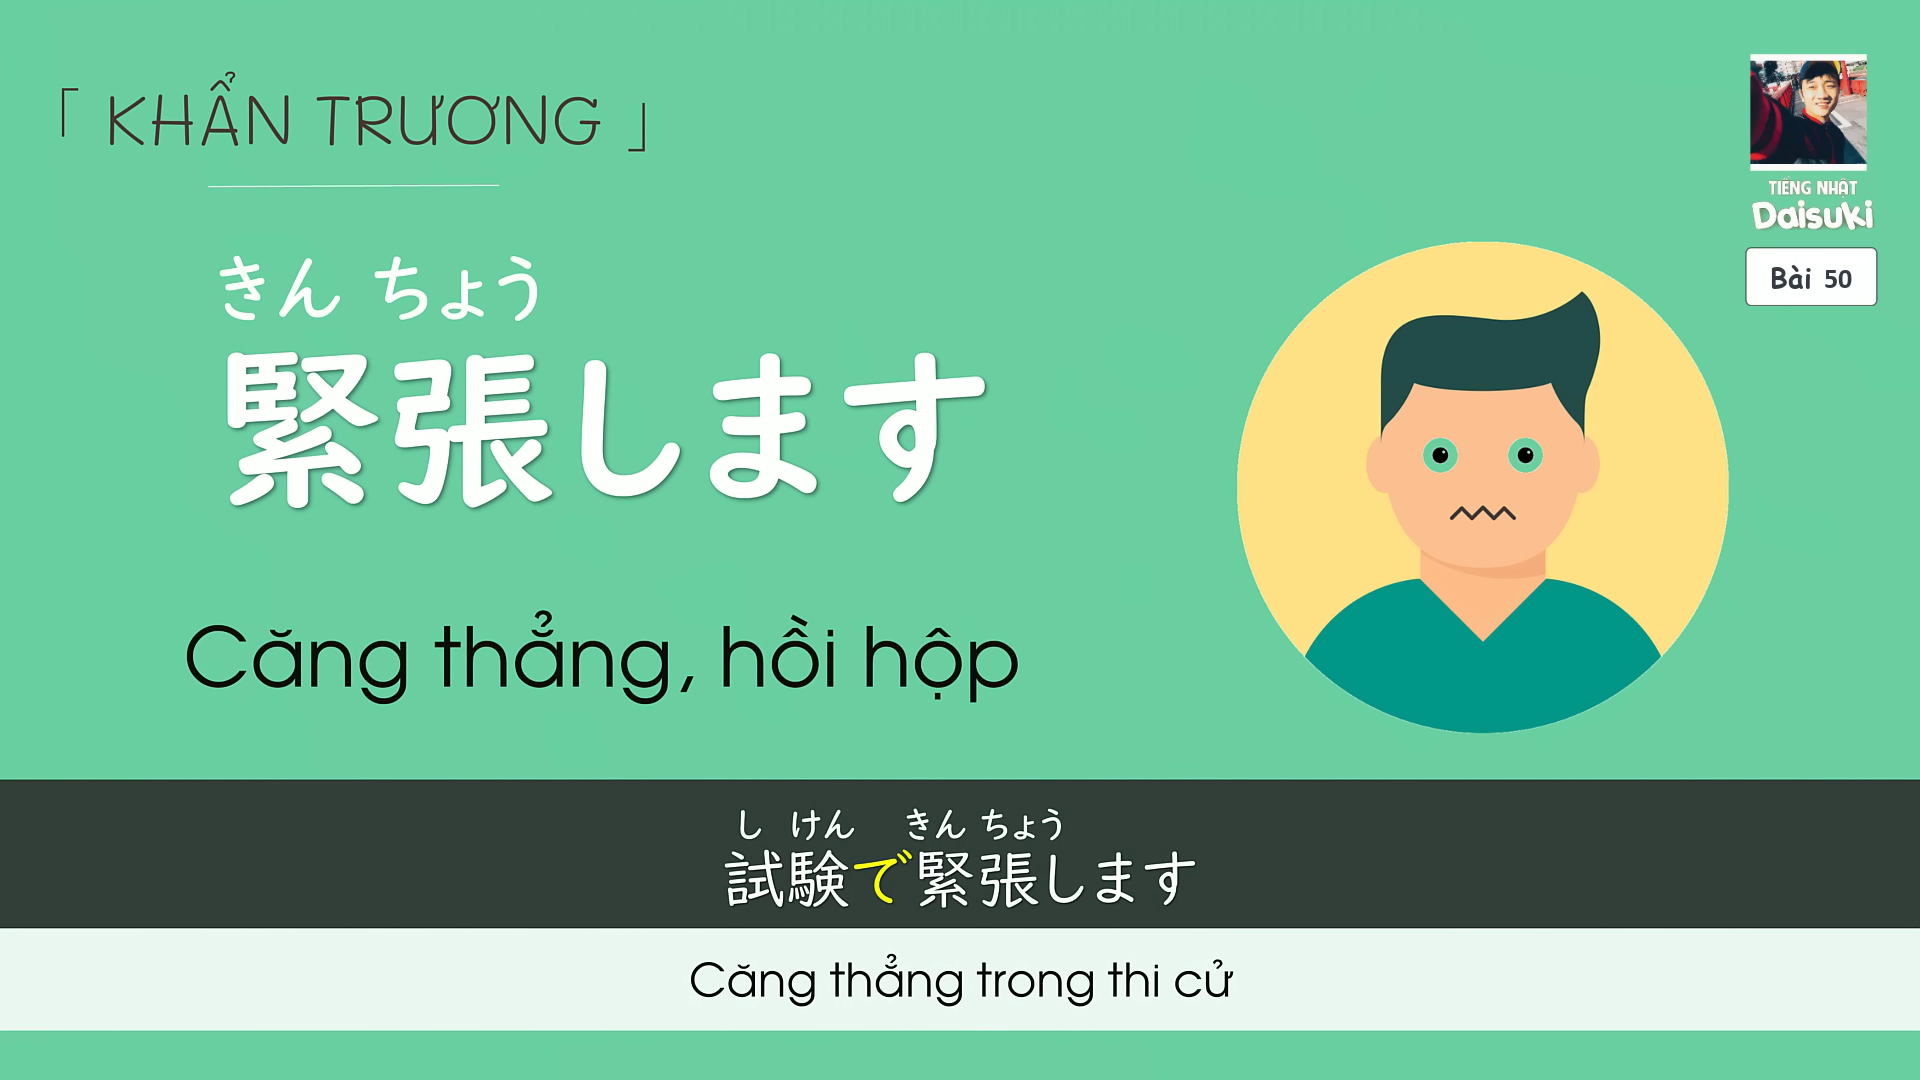 「 KHẨN TRƯƠNG 」
TIẾNG NHẬT
Daisuki
Bài 50
きん ちょう
緊張します
Căng thẳng, hồi hộp
し けん きん ちょう
試験で緊張します
Căng thẳng trong thi cử